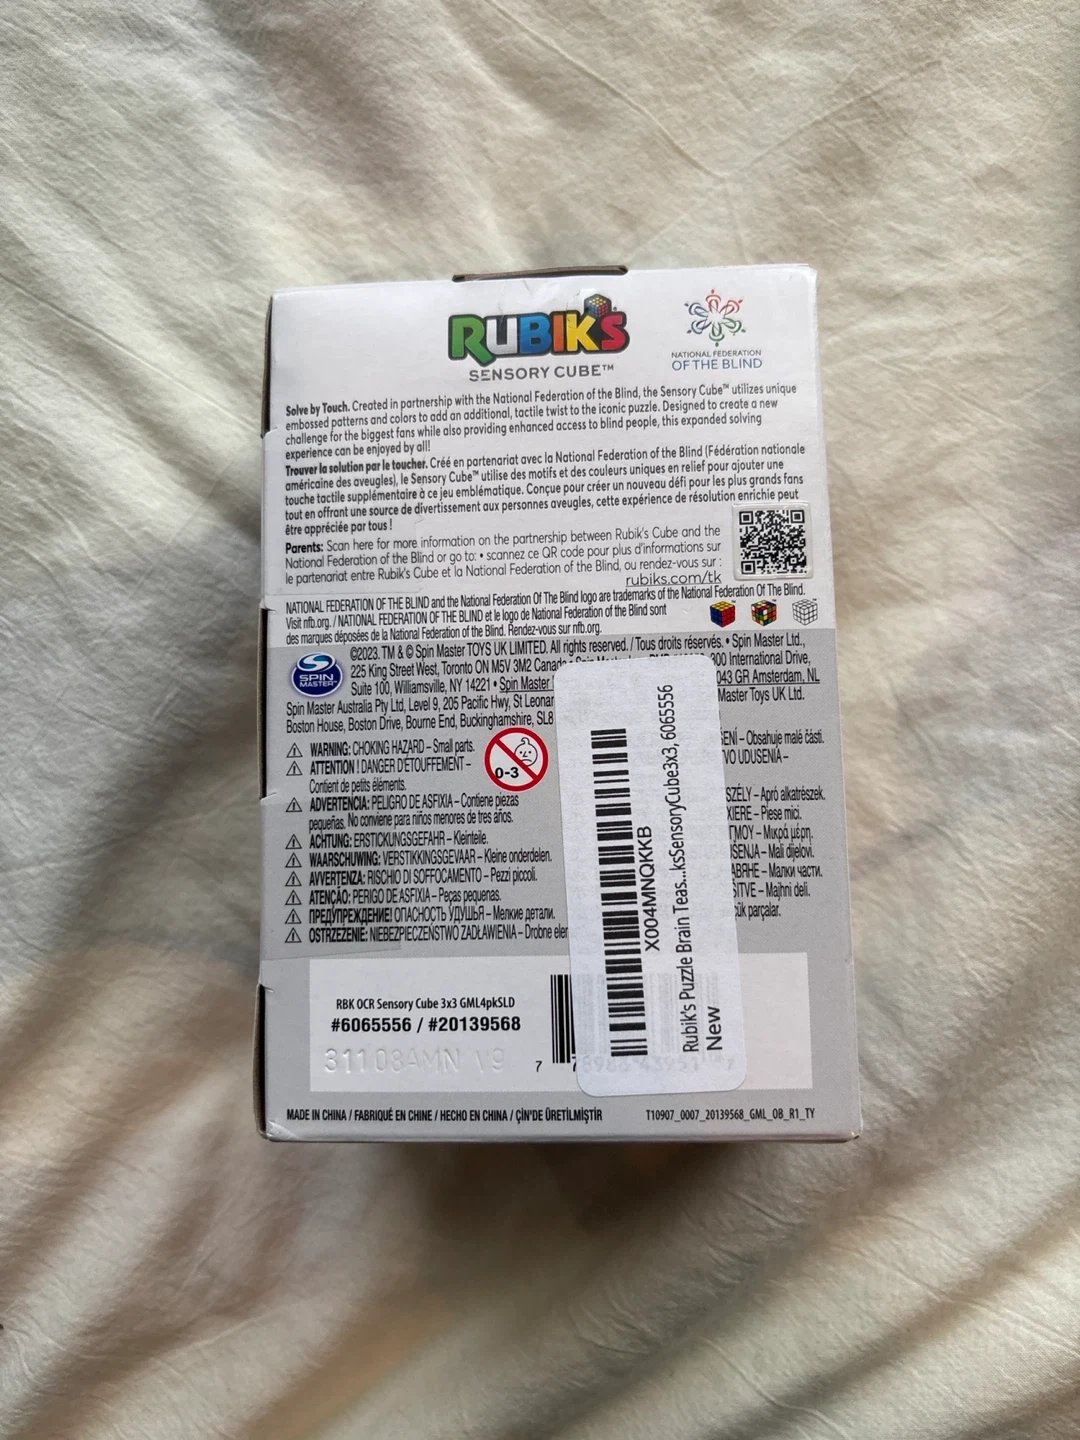 RUBIK'S
SENSORY CUBE™
NATIONAL FEDERATION
OF THE BLIND
Solve by Touch. Created in partnership with the National Federation of the Blind, the Sensory Cube™ utilizes unique
embossed patterns and colors to add an additional, tactile twist to the iconic puzzle. Designed to create a new
challenge for the biggest fans while also providing enhanced access to blind people, this expanded solving
experience can be enjoyed by all!
Trouver la solution par le toucher. Créé en partenariat avec la National Federation of the Blind (Fédération nationale
américaine des aveugles), le Sensory Cube™ utilise des motifs et des couleurs uniques en relief pour ajouter une
touche tactile supplémentaire à ce jeu emblématique. Conçue pour créer un nouveau défi pour les plus grands fans
tout en offrant une source de divertissement aux personnes aveugles, cette expérience de résolution enrichie peut
être appréciée par tous !
Parents: Scan here for more information on the partnership between Rubik's Cube and the
National Federation of the Blind or go to: • scannez ce QR code pour plus d'informations sur
le partenariat entre Rubik's Cube et la National Federation of the Blind, ou rendez-vous sur :
rubiks.com/tk
NATIONAL FEDERATION OF THE BLIND and the National Federation Of The Blind logo are trademarks of the National Federation Of The Blind.
Visit nfb.org. / NATIONAL FEDERATION OF THE BLIND et le logo de National Federation of the Blind sont
des marques déposées de la National Federation of the Blind. Rendez-vous sur nfb.org.
SPIN MASTER™
©2023. TM & © Spin Master TOYS UK LIMITED. All rights reserved. / Tous droits réservés. • Spin Master Ltd.,
225 King Street West, Toronto ON M5V 3M2 Canada • 300 International Drive,
Suite 100, Williamsville, NY 14221 • Spin Master 043 GR Amsterdam, NL
Spin Master Australia Pty Ltd, Level 9, 205 Pacific Hwy, St Leonar Master Toys UK Ltd.
Boston House, Boston Drive, Bourne End, Buckinghamshire, SL8
WARNING: CHOKING HAZARD – Small parts.
ATTENTION ! DANGER D'ÉTOUFFEMENT –
Contient de petits éléments.
ADVERTENCIA: PELIGRO DE ASFIXIA – Contiene piezas
pequeñas. No conviene para niños menores de tres años.
ACHTUNG: ERSTICKUNGSGEFAHR – Kleinteile.
WAARSCHUWING: VERSTIKKINGSGEVAAR – Kleine onderdelen.
AVVERTENZA: RISCHIO DI SOFFOCAMENTO – Pezzi piccoli.
ATENÇÃO: PERIGO DE ASFIXIA – Peças pequenas.
ПРЕДУПРЕЖДЕНИЕ! ОПАСНОСТЬ УДУШЬЯ – Мелкие детали.
OSTRZEŻENIE: NIEBEZPIECZEŃSTWO ZADŁAWIENIA – Drobne elem
0-3
ŠENÍ – Obsahuje malé části.
VO UDUSENIA –
SZÉLY – Apró alkatrészek.
XIERE – Piese mici.
ΓΜΟΥ – Μικρά μέρη.
UŠENJA – Mali dijelovi.
АВЯНЕ – Малки части.
SITVE – Majhni deli.
çük parçalar.
X004MNQKKB
Rubik's Puzzle Brain Teas...ksSensoryCube3x3, 6065556
New
RBK OCR Sensory Cube 3x3 GML4pkSLD
#6065556 / #20139568
31108AMN V9
7
MADE IN CHINA / FABRIQUÉ EN CHINE / HECHO EN CHINA / ÇİN'DE ÜRETİLMİŞTİR
T10907_0007_20139568_GML_OB_R1_TY